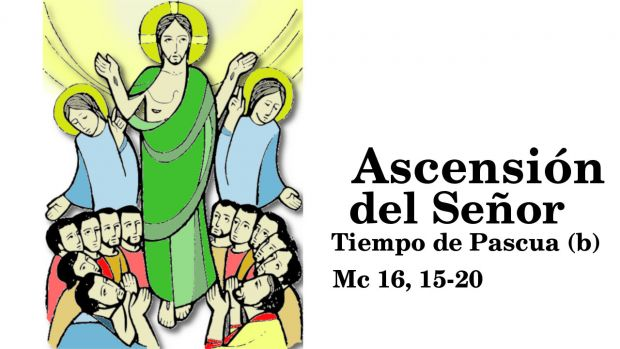 Ascensión
del Señor
Tiempo de Pascua (b)
Mc 16, 15-20